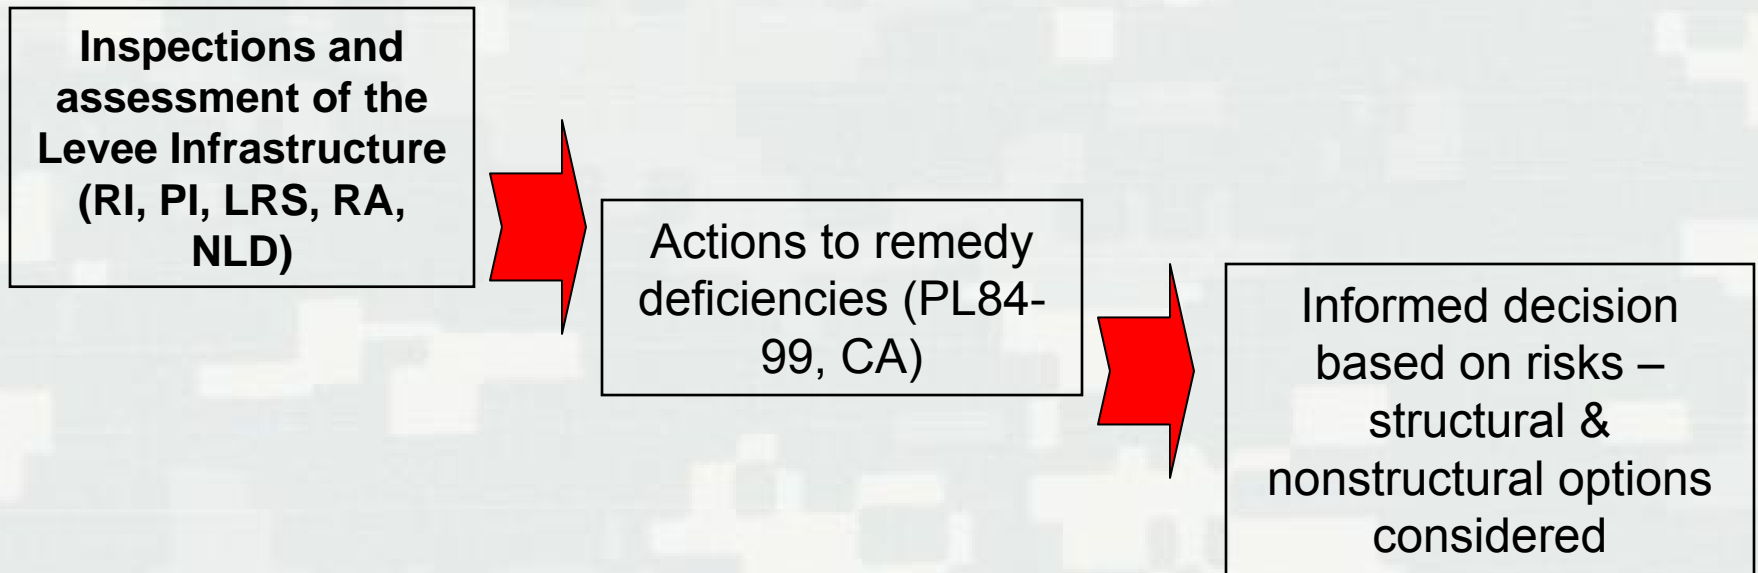 Inspections and
assessment of the
Levee Infrastructure
(RI, PI, LRS, RA,
NLD)
Actions to remedy
deficiencies (PL84-
99, CA)
Informed decision
based on risks –
structural &
nonstructural options
considered